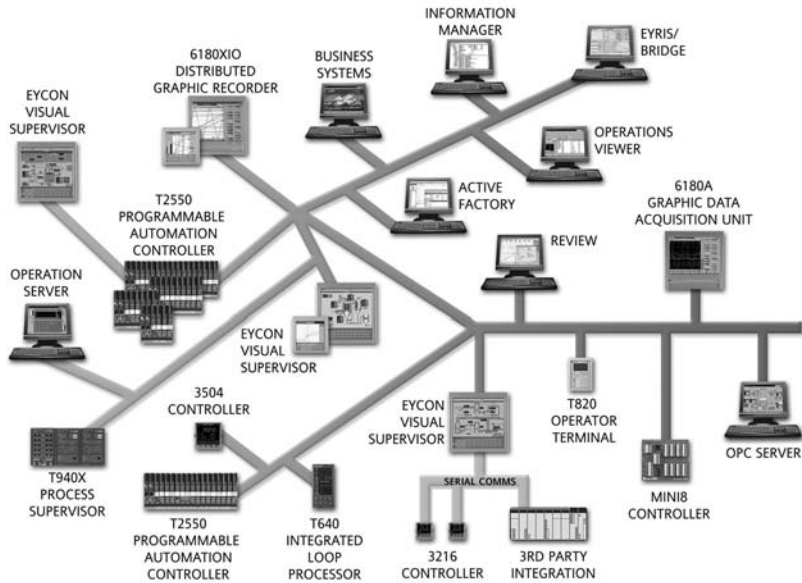 INFORMATION
MANAGER
EYRIS/
BRIDGE
6180XIO
DISTRIBUTED
GRAPHIC RECORDER
BUSINESS
SYSTEMS
EYCON
VISUAL
SUPERVISOR
OPERATIONS
VIEWER
T2550
PROGRAMMABLE
AUTOMATION
CONTROLLER
ACTIVE
FACTORY
6180A
GRAPHIC DATA
ACQUISITION UNIT
REVIEW
OPERATION
SERVER
EYCON
VISUAL
SUPERVISOR
3504
CONTROLLER
EYCON
VISUAL
SUPERVISOR
T820
OPERATOR
TERMINAL
OPC SERVER
T940X
PROCESS
SUPERVISOR
SERIAL COMMS
MINI8
CONTROLLER
T2550
PROGRAMMABLE
AUTOMATION
CONTROLLER
T640
INTEGRATED
LOOP
PROCESSOR
3216
CONTROLLER
3RD PARTY
INTEGRATION